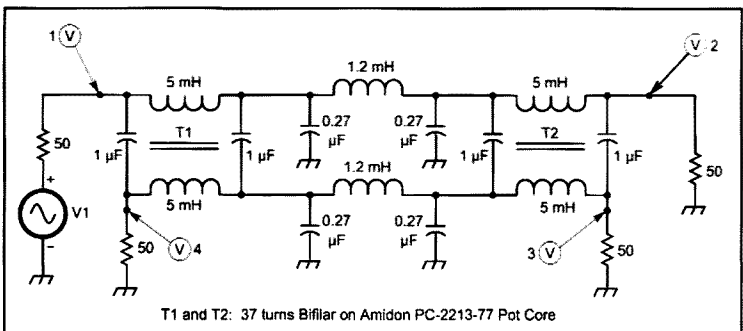 1 V
V 2
1.2 mH
5 mH
5 mH
50
1 µF
T1
1 µF
0.27 µF
0.27 µF
1 µF
T2
1 µF
50
+
V1
–
5 mH
1.2 mH
5 mH
50
V 4
0.27 µF
0.27 µF
3 V
50
T1 and T2: 37 turns Bifilar on Amidon PC-2213-77 Pot Core